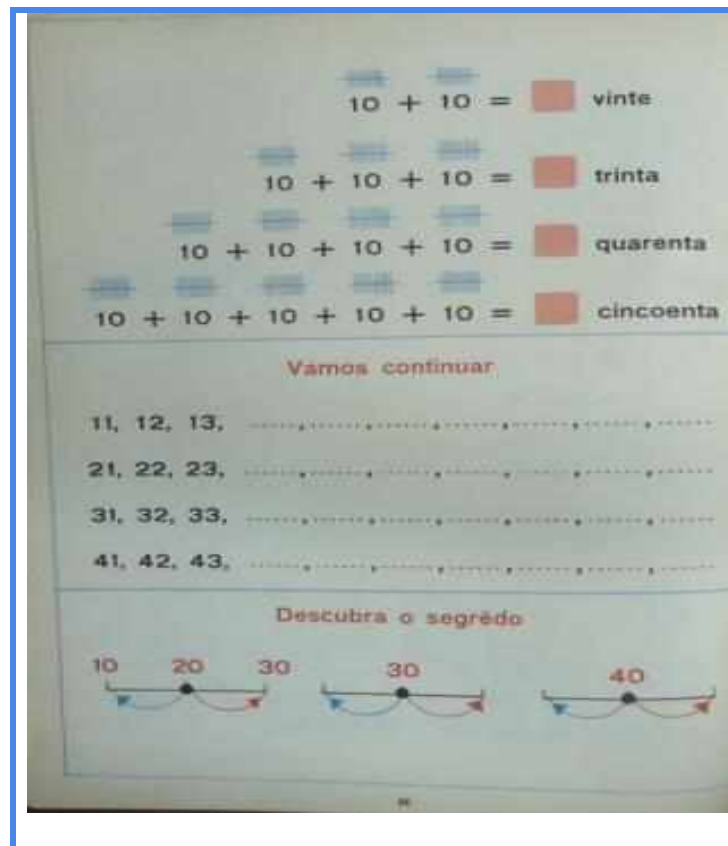 10 + 10 = vinte
10 + 10 + 10 = trinta
10 + 10 + 10 + 10 = quarenta
10 + 10 + 10 + 10 + 10 = cincoenta
Vamos continuar
11, 12, 13, ......,......,......,......,......,......,......
21, 22, 23, ......,......,......,......,......,......,......
31, 32, 33, ......,......,......,......,......,......,......
41, 42, 43, ......,......,......,......,......,......,......
Descubra o segrêdo
10 20 30 30 40